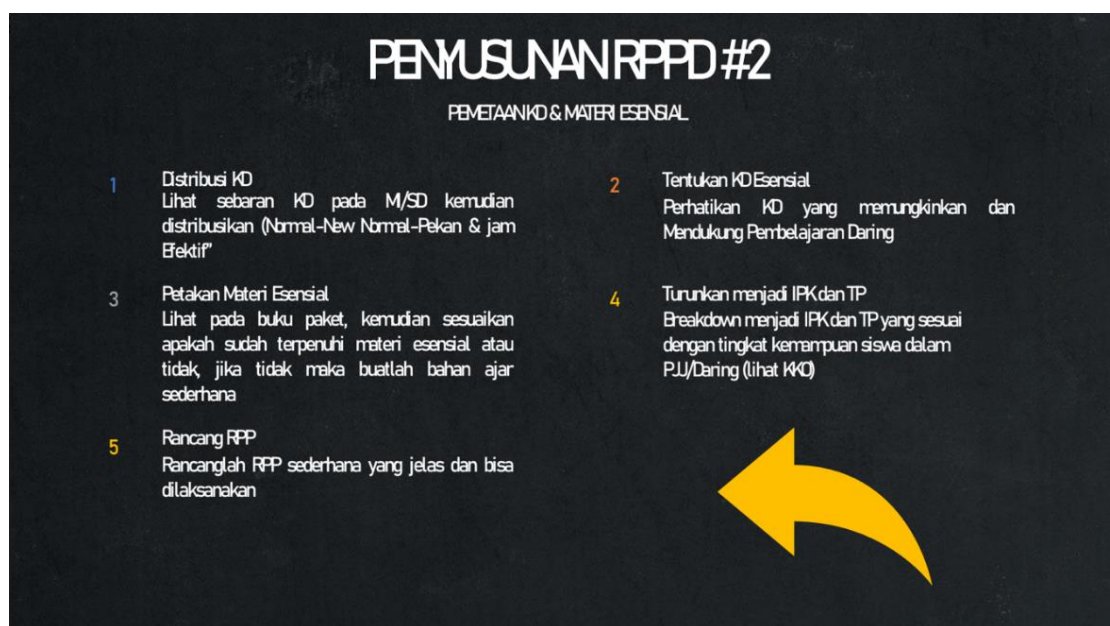 PENYUSUNAN RPPD #2
PEMETAAN KD & MATERI ESENSIAL
1
Distribusi KD
Lihat sebaran KD pada MI/SD kemudian
distribusikan (Normal-New Normal-Pekan & jam
Efektif"
2
Tentukan KD Esensial
Perhatikan KD yang memungkinkan dan
Mendukung Pembelajaran Daring
3
Petakan Materi Esensial
Lihat pada buku paket, kemudian sesuaikan
apakah sudah terpenuhi materi esensial atau
tidak, jika tidak maka buatlah bahan ajar
sederhana
4
Turunkan menjadi IPK dan TP
Breakdown menjadi IPK dan TP yang sesuai
dengan tingkat kemampuan siswa dalam
PJJ/Daring (lihat KKO)
5
Rancang RPP
Rancanglah RPP sederhana yang jelas dan bisa
dilaksanakan